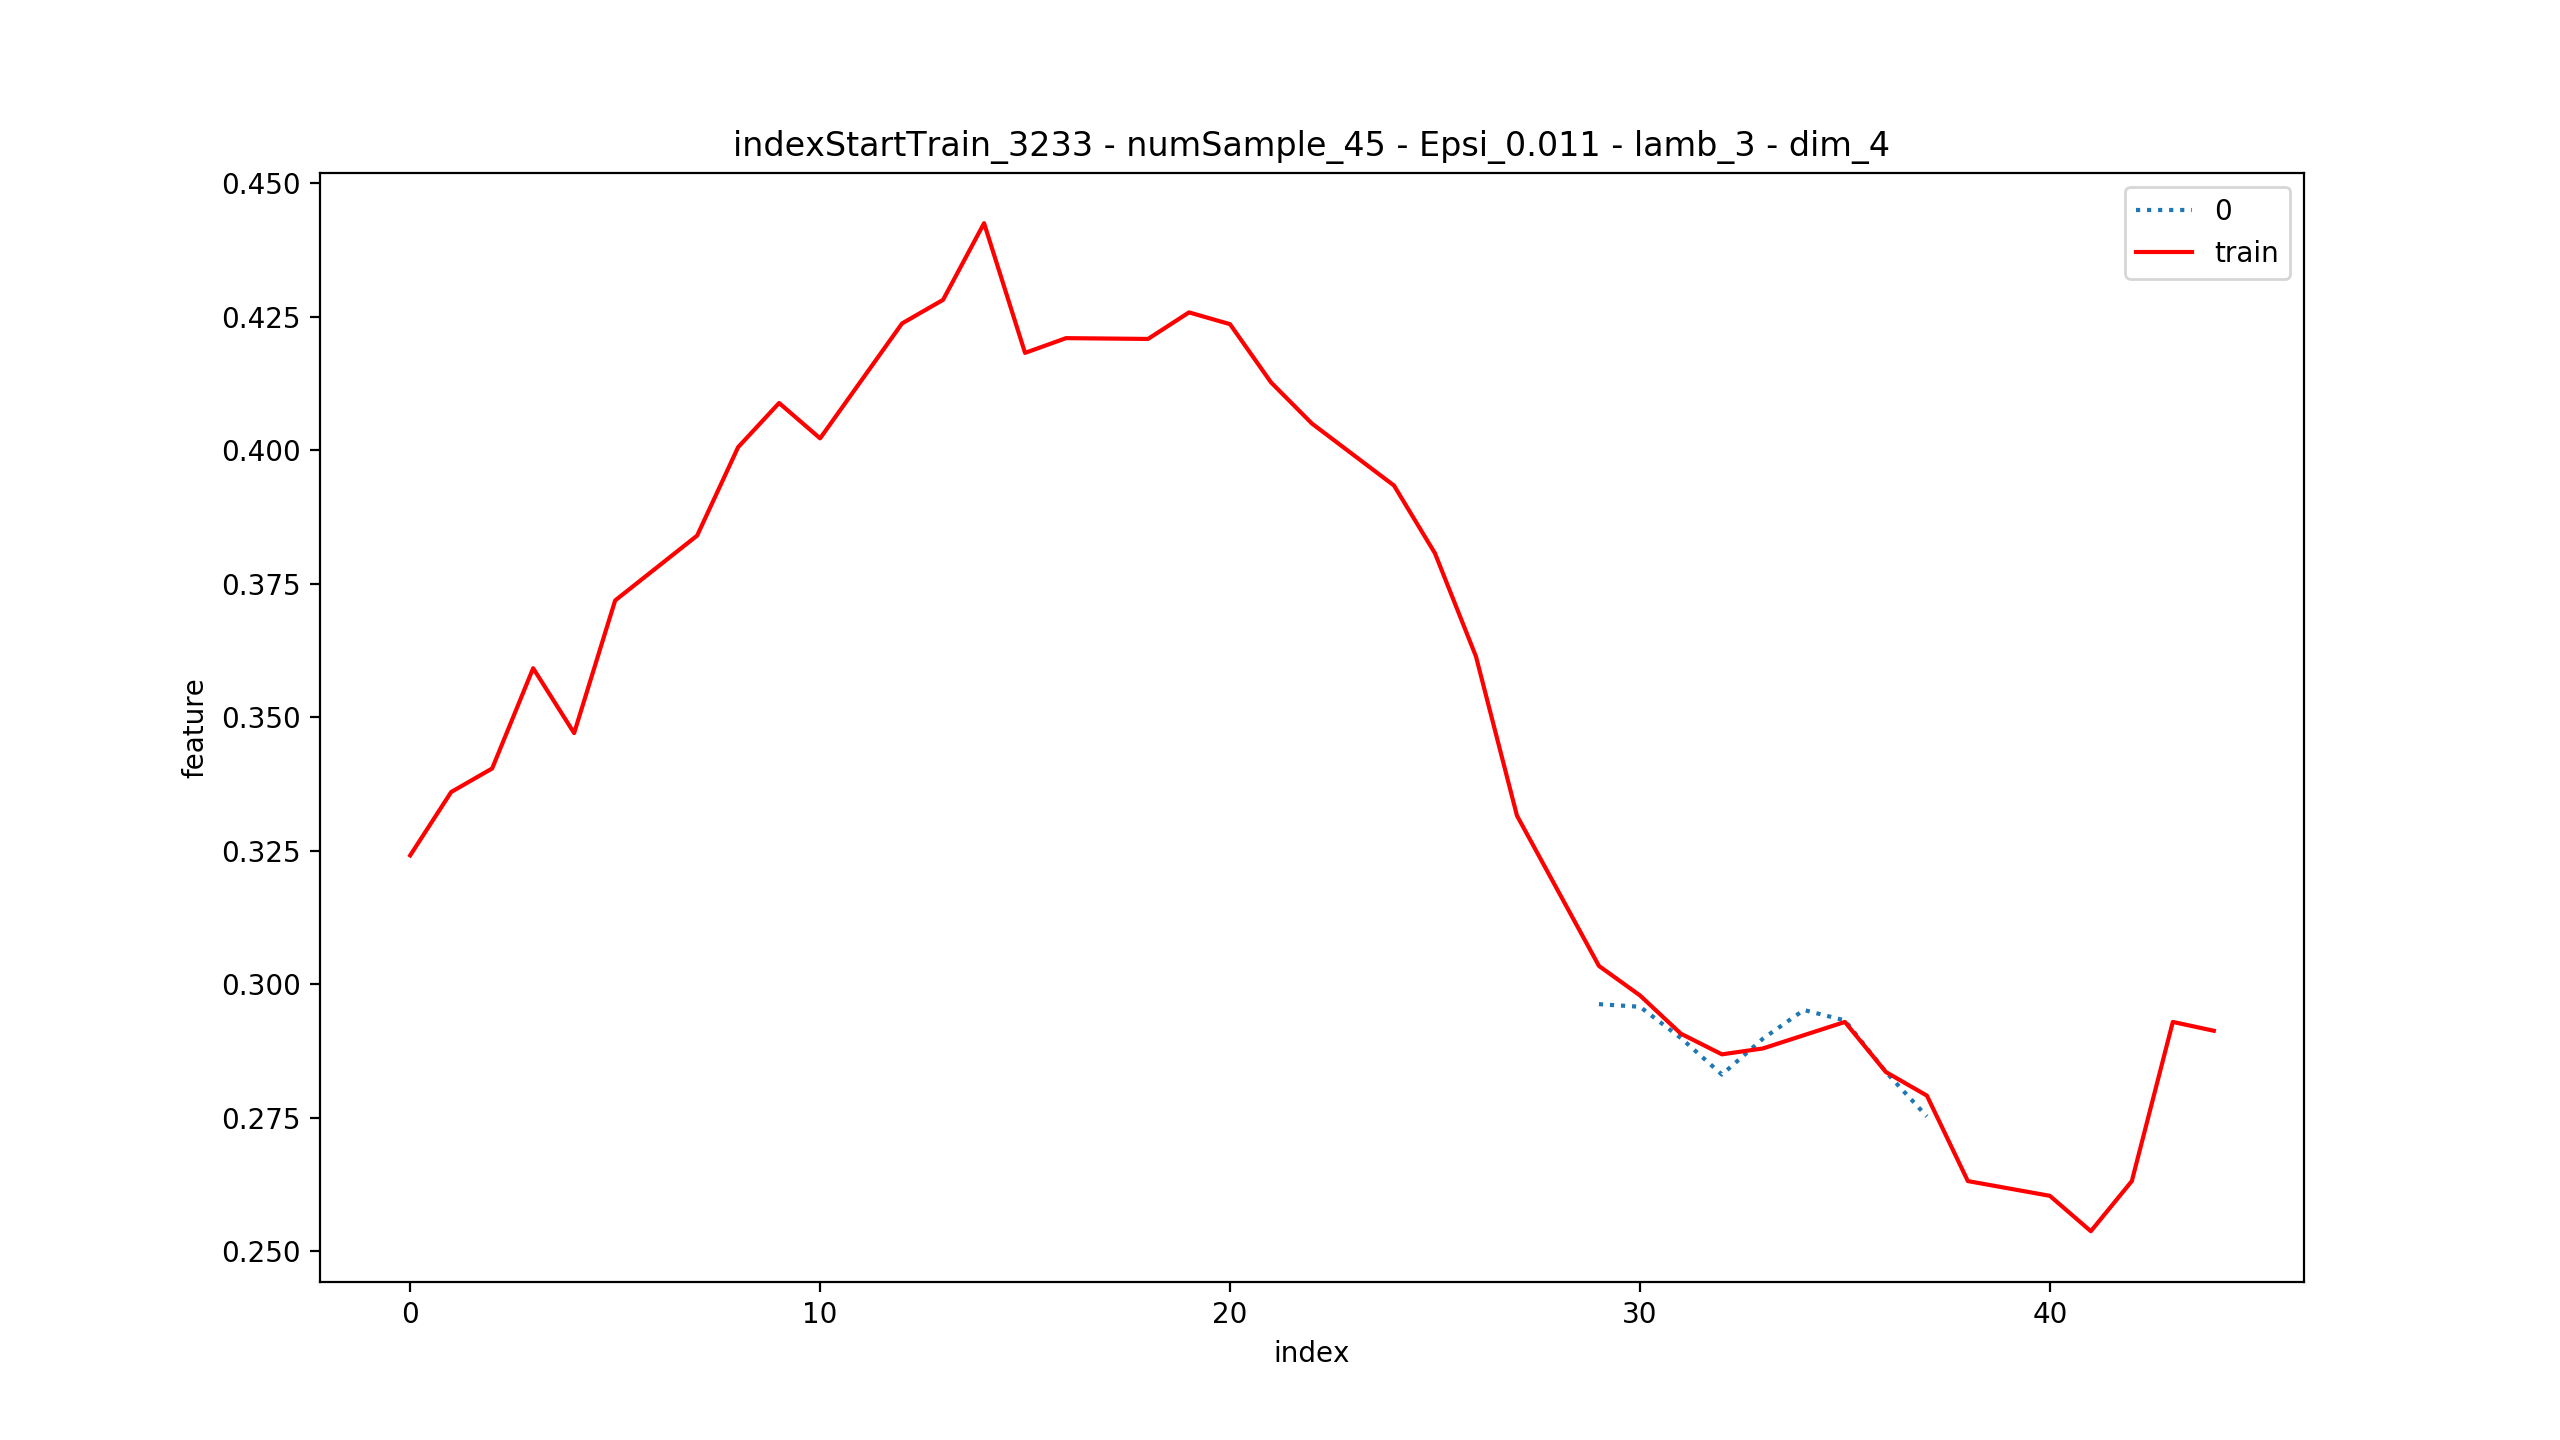 indexStartTrain_3233 - numSample_45 - Epsi_0.011 - lamb_3 - dim_4
0.450
0.425
0.400
0.375
0.350
0.325
0.300
0.275
0.250
feature
0
train
0 10 20 30 40
index